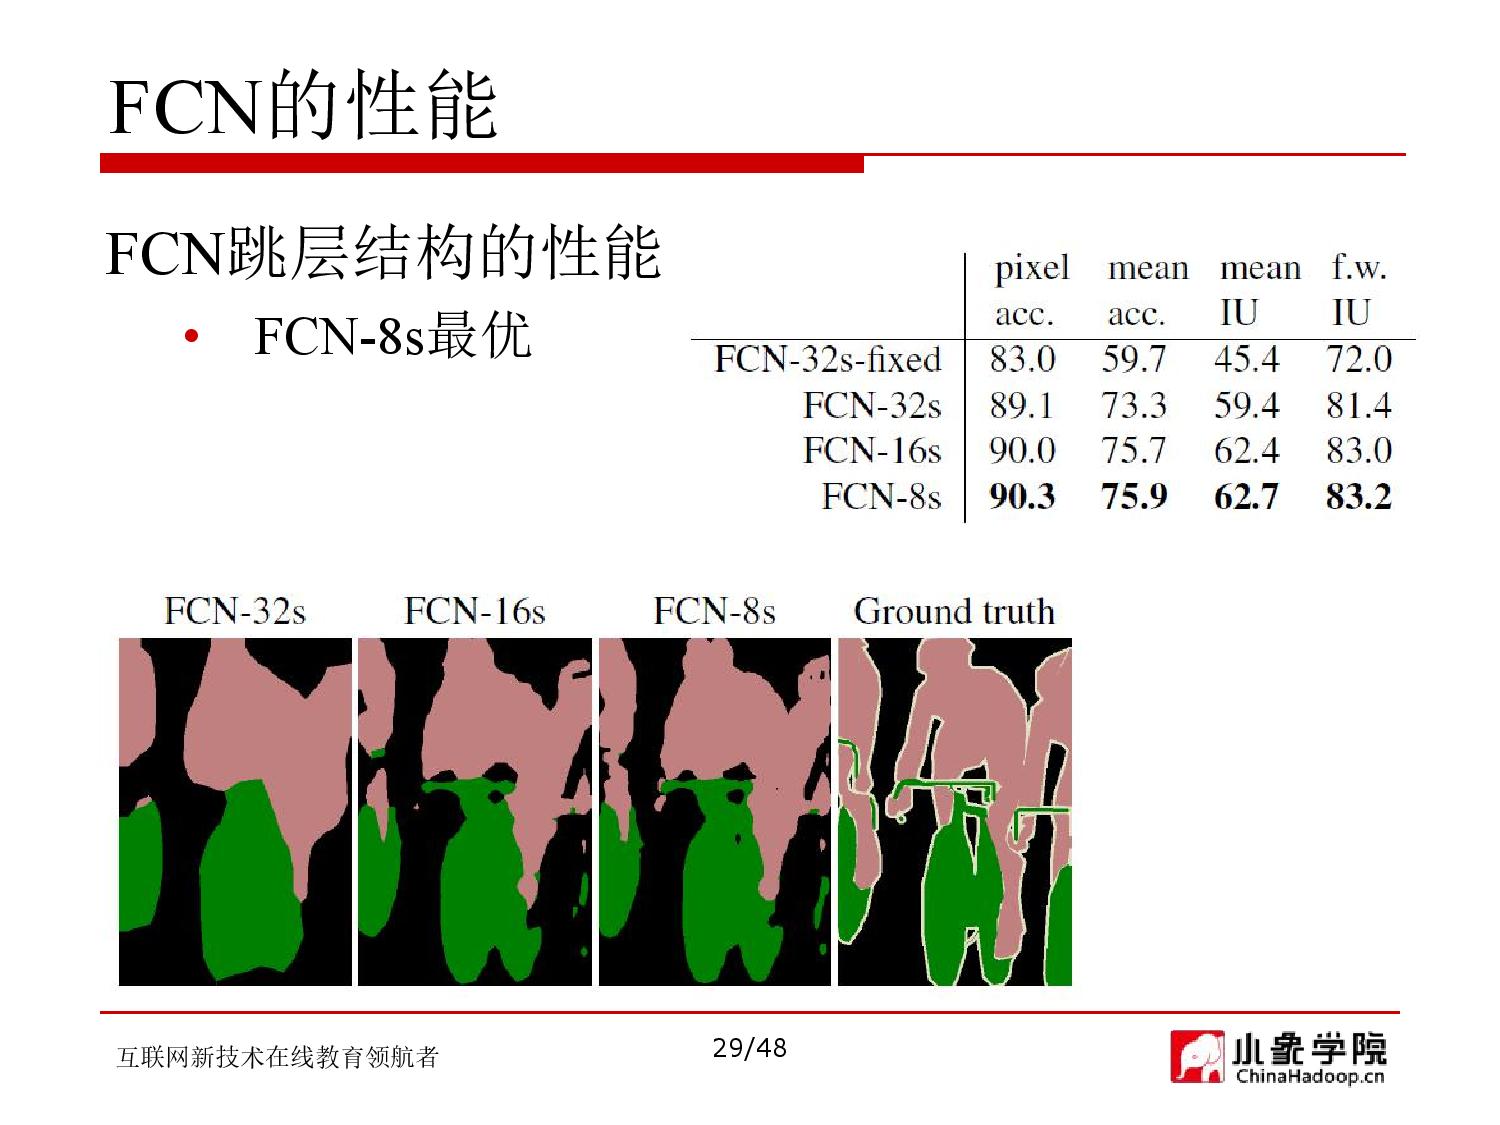 FCN的性能
FCN跳层结构的性能
• FCN-8s最优
pixel mean mean f.w.
acc. acc. IU IU
FCN-32s-fixed 83.0 59.7 45.4 72.0
FCN-32s 89.1 73.3 59.4 81.4
FCN-16s 90.0 75.7 62.4 83.0
FCN-8s 90.3 75.9 62.7 83.2
FCN-32s FCN-16s FCN-8s Ground truth
互联网新技术在线教育领航者
29/48
小象学院
ChinaHadoop.cn